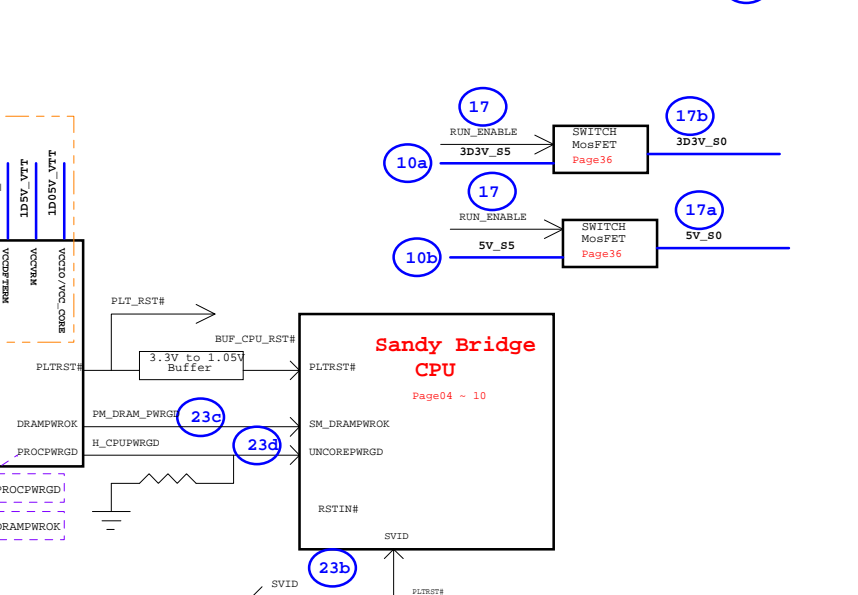 17
RUN_ENABLE
3D3V_S5
10a
SWITCH
MosFET
Page36
17b
3D3V_S0
17
RUN_ENABLE
5V_S5
10b
SWITCH
MosFET
Page36
17a
5V_S0
1D5V_VTT
1D05V_VTT
VCCDFTERM
VCCVRM
VCCIO/VCC_CORE
PLT_RST#
BUF_CPU_RST#
PLTRST#
3.3V to 1.05V
Buffer
PLTRST#
Sandy Bridge
CPU
Page04 ~ 10
DRAMPWROK
PM_DRAM_PWRGD
23c
SM_DRAMPWROK
PROCPWRGD
H_CPUPWRGD
23d
UNCOREPWRGD
PROCPWRGD
DRAMPWROK
RSTIN#
SVID
23b
SVID
PLTRST#